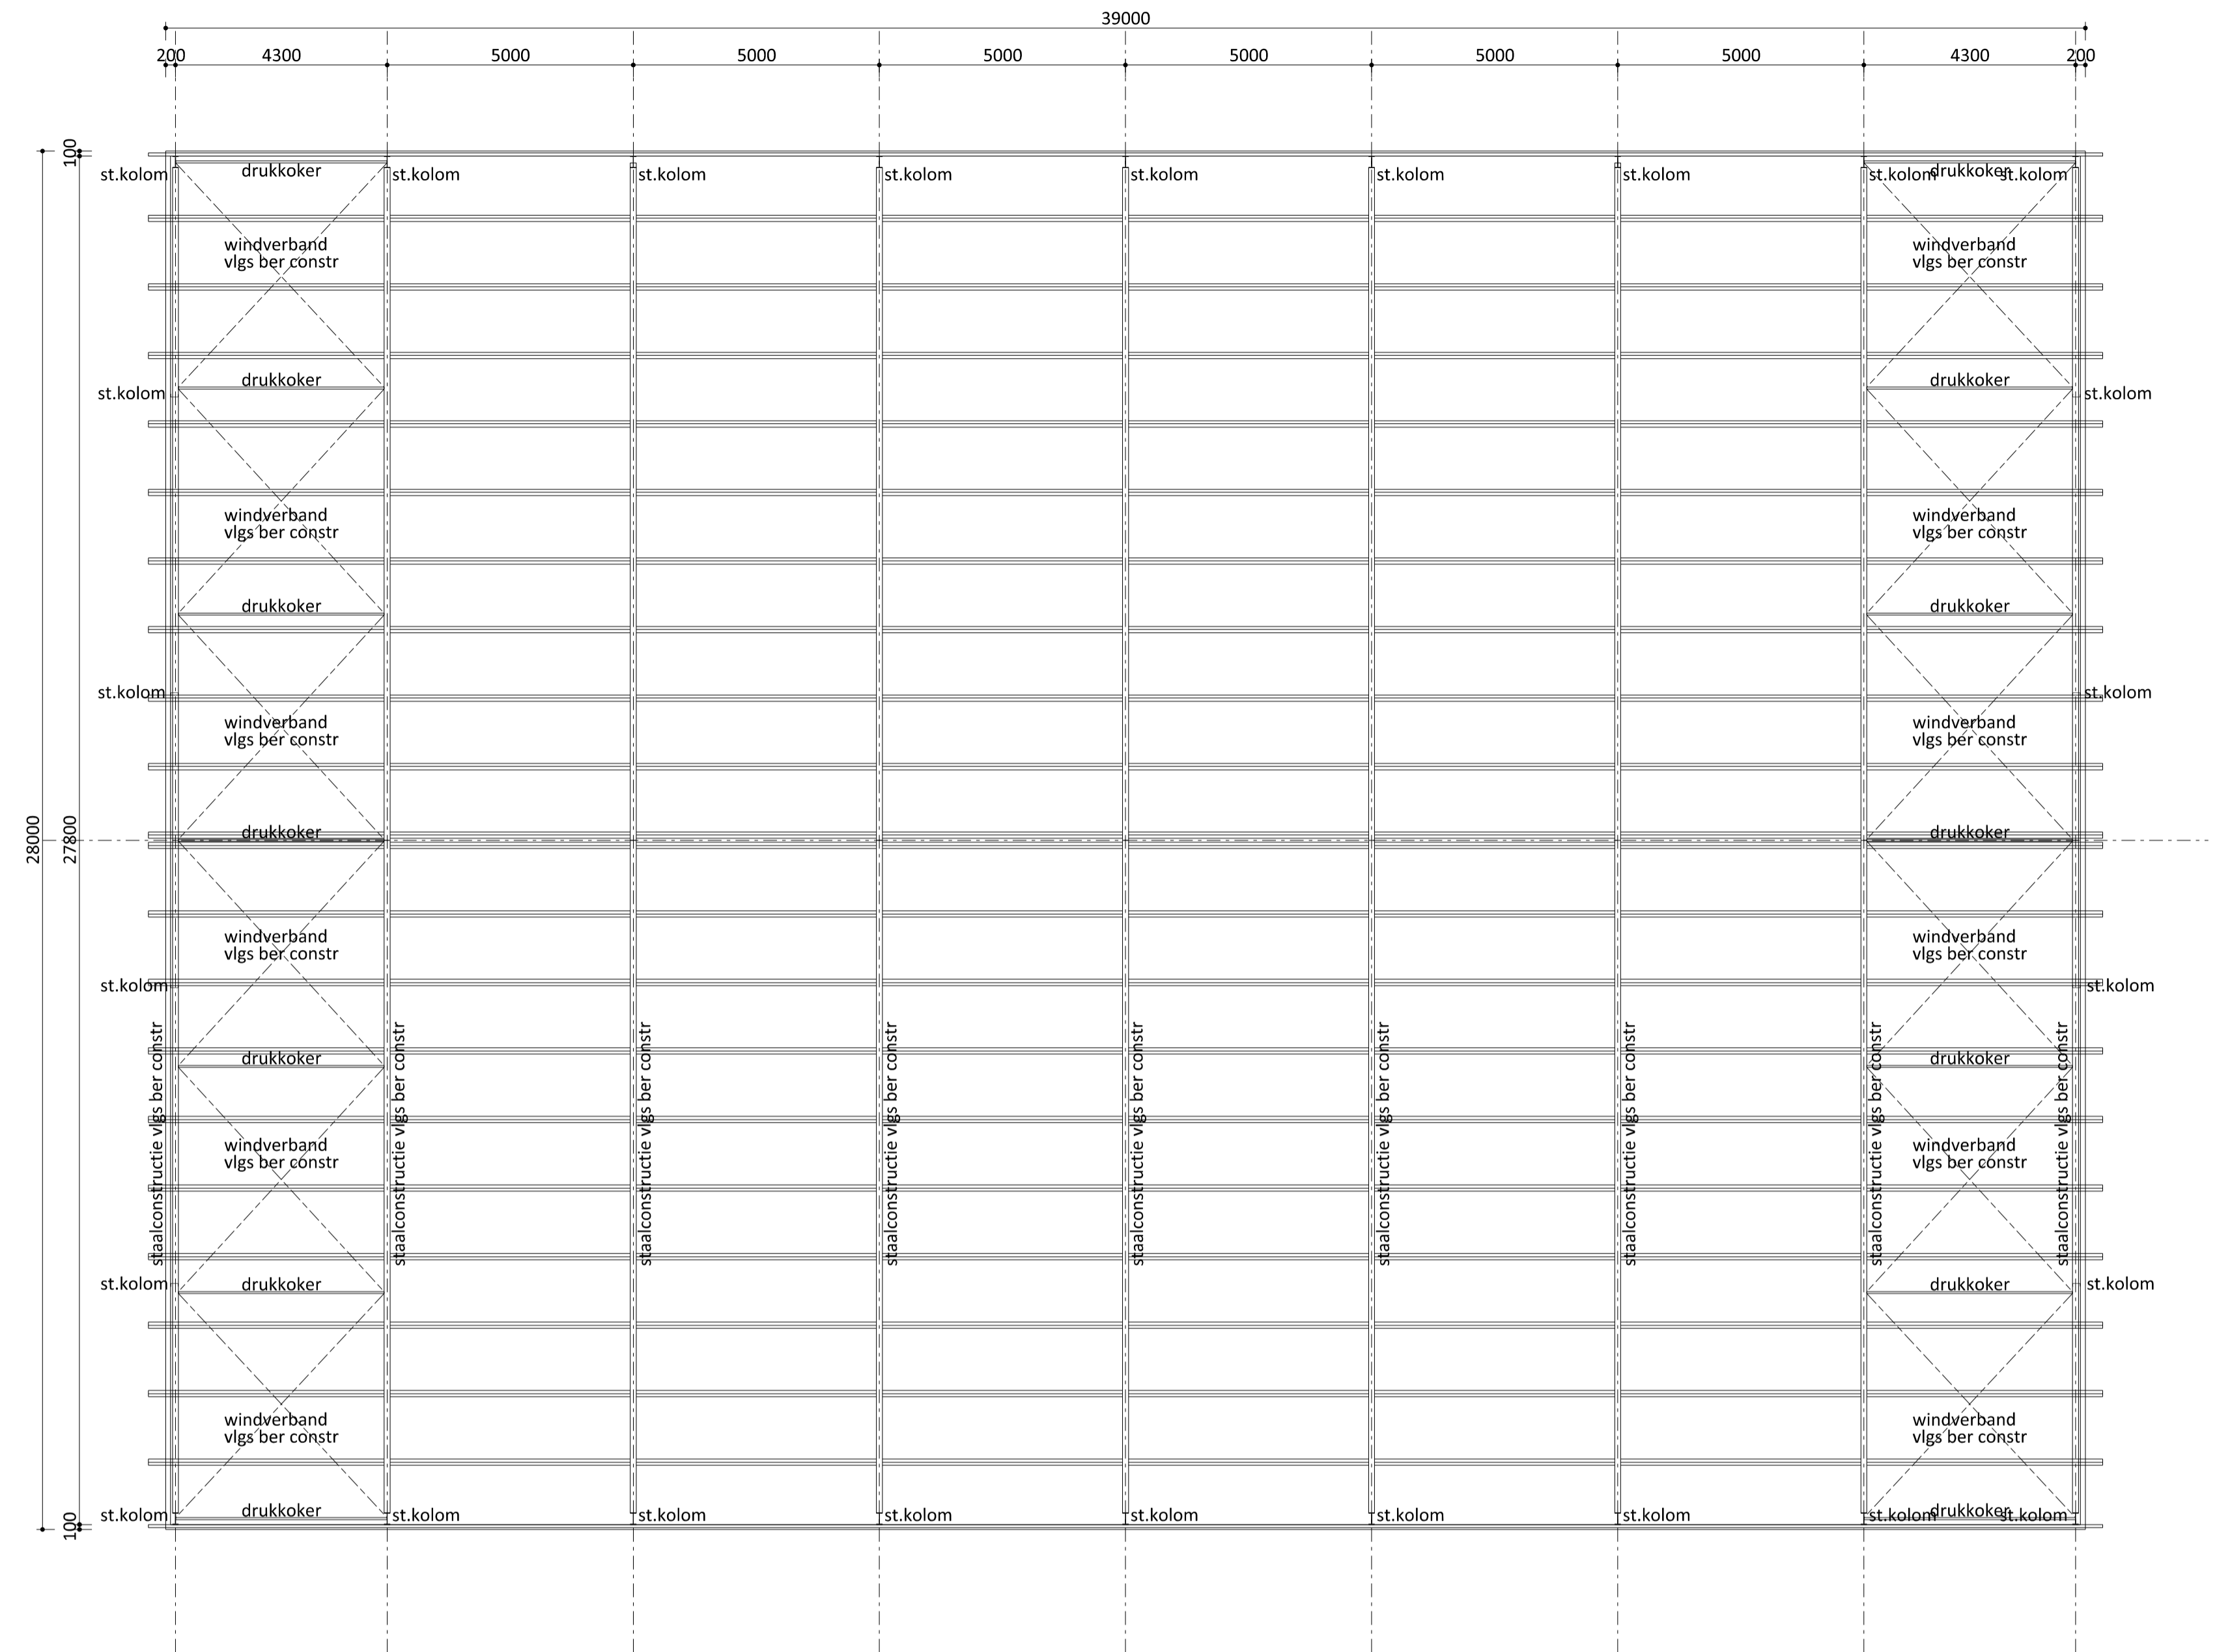 39000
200 4300 5000 5000 5000 5000 5000 5000 4300 200
100
drukkoker drukkoker
st.kolom st.kolom st.kolom st.kolom st.kolom st.kolom st.kolom st.kolom st.kolom
windverband windverband
vlgs ber constr vlgs ber constr
drukkoker drukkoker
st.kolom st.kolom
windverband windverband
vlgs ber constr vlgs ber constr
drukkoker drukkoker
st.kolom st.kolom
windverband windverband
vlgs ber constr vlgs ber constr
28000 27800
drukkoker drukkoker
windverband windverband
vlgs ber constr vlgs ber constr
st.kolom st.kolom
staalconstructie vlgs ber constr
staalconstructie vlgs ber constr
staalconstructie vlgs ber constr
staalconstructie vlgs ber constr
staalconstructie vlgs ber constr
staalconstructie vlgs ber constr
staalconstructie vlgs ber constr
staalconstructie vlgs ber constr
staalconstructie vlgs ber constr
drukkoker drukkoker
windverband windverband
vlgs ber constr vlgs ber constr
st.kolom st.kolom
drukkoker drukkoker
windverband windverband
vlgs ber constr vlgs ber constr
drukkoker drukkoker
st.kolom st.kolom st.kolom st.kolom st.kolom st.kolom st.kolom st.kolom st.kolom
100